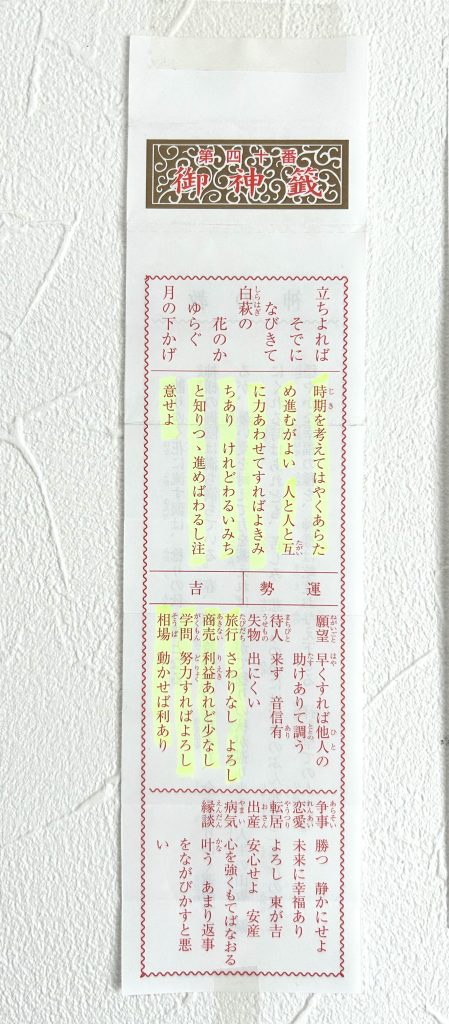 第四十番
御神籤
立ちよれば
そでに
なびきて
白萩の
花のか
ゆらぐ
月の下かげ
時期を考えてはやくあらた
め進むがよい 人と人と互
に力あわせてすればよきみ
ちあり けれどわるいみち
と知りつゝ進めばわるし注
意せよ
運勢
吉
願望 早くすれば他人の
助けありて調う
待人 来ず 音信有
失物 出にくい
旅行 さわりなし よろし
商売 利益あれど少なし
学問 努力すればよろし
相場 動かせば利あり
争事 勝つ 静かにせよ
恋愛 未来に幸福あり
転居 よろし 東が吉
出産 安心せよ 安産
病気 心を強くもてばなおる
縁談 叶う あまり返事
をながびかすと悪
い